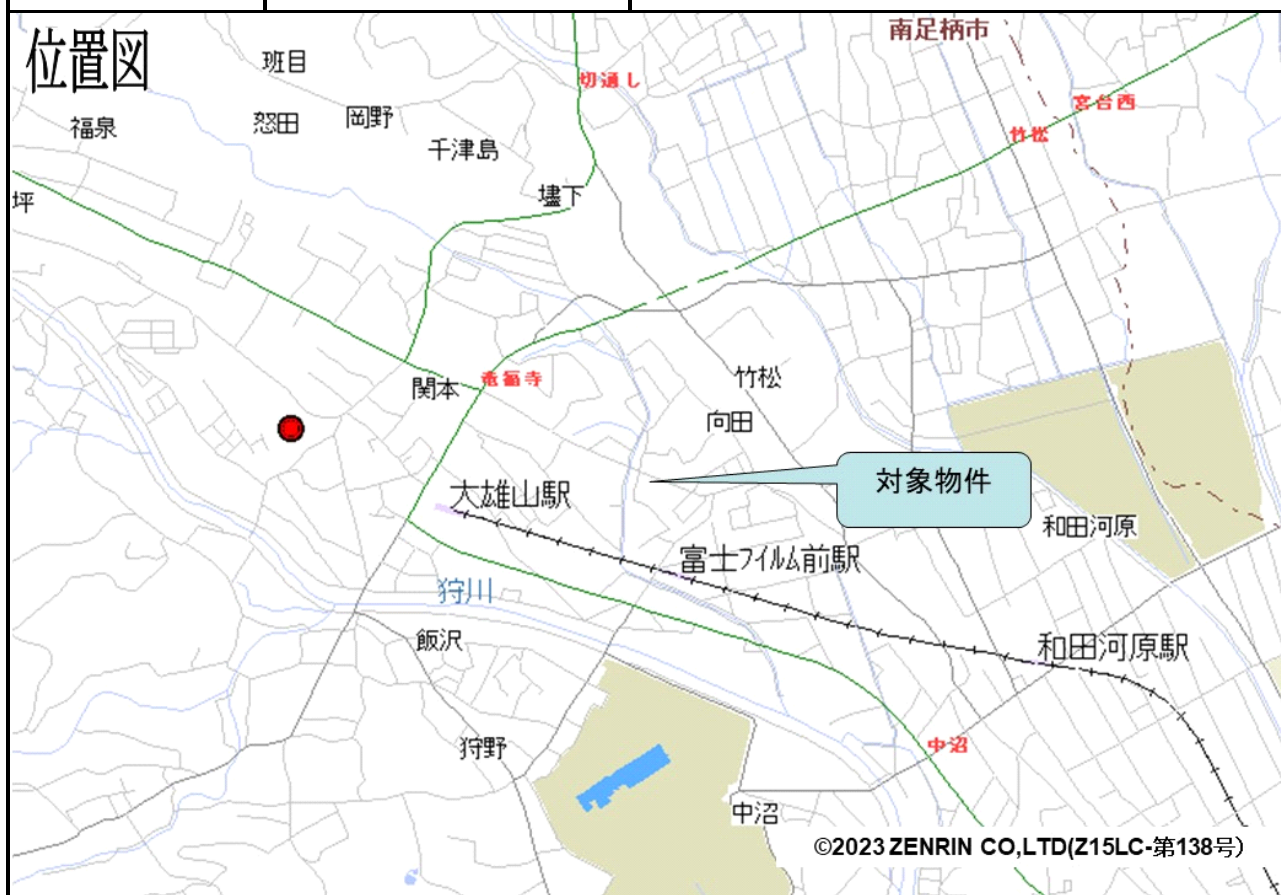 位置図
南足柄市
班目
切通し
宮台西
福泉
怒田
岡野
竹松
千津島
坪
壗下
関本
竜福寺
竹松
向田
対象物件
大雄山駅
和田河原
富士フイルム前駅
狩川
飯沢
和田河原駅
狩野
中沼
中沼
©2023 ZENRIN CO,LTD(Z15LC-第138号)